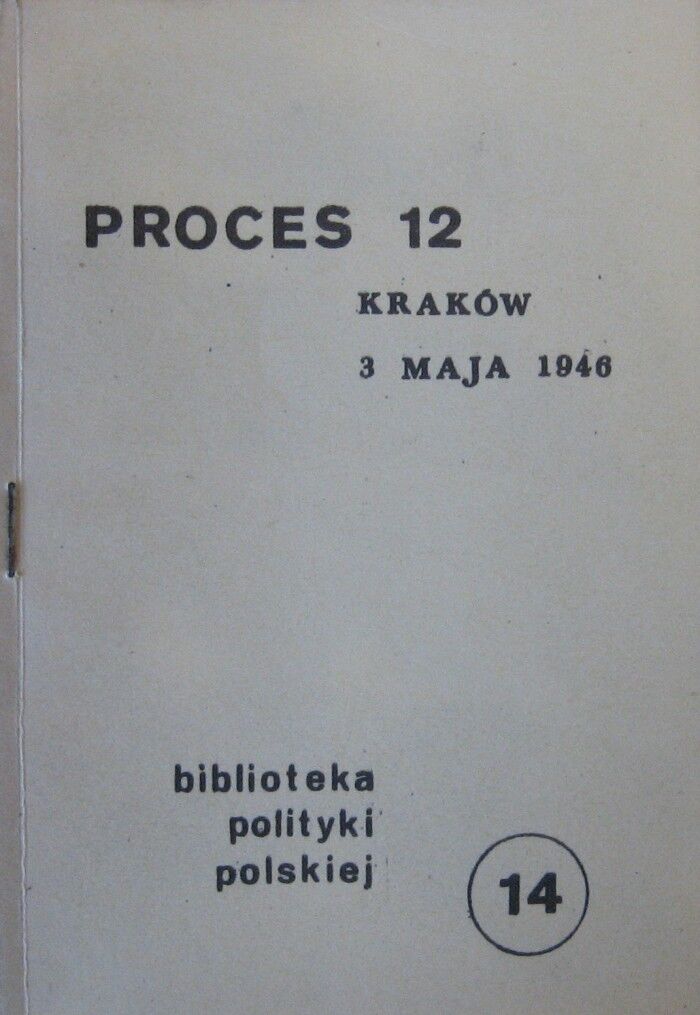 PROCES 12
KRAKÓW
3 MAJA 1946
biblioteka
polityki
polskiej
14